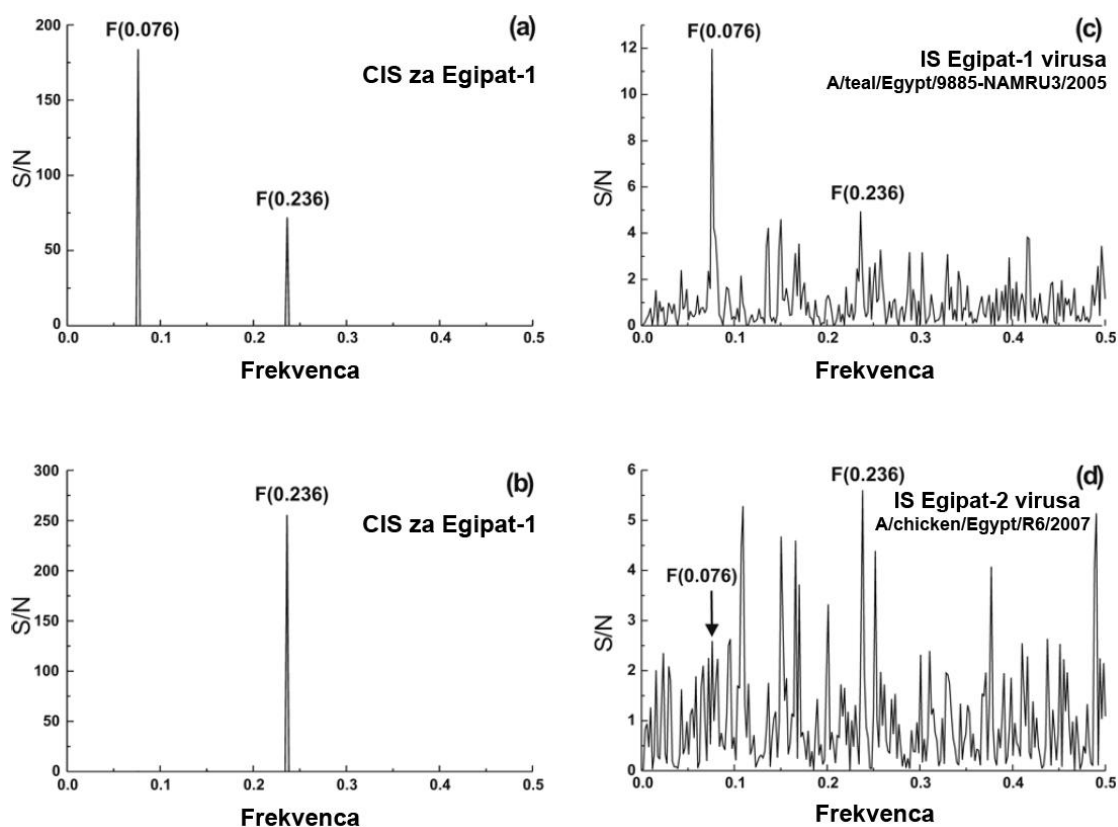 (a)
CIS za Egipat-1
F(0.076)
F(0.236)
S/N
200
150
100
50
0
0.0 0.1 0.2 0.3 0.4 0.5
Frekvenca
(c)
IS Egipat-1 virusa
A/teal/Egypt/9885-NAMRU3/2005
F(0.076)
F(0.236)
S/N
12
10
8
6
4
2
0
0.0 0.1 0.2 0.3 0.4 0.5
Frekvenca
(b)
CIS za Egipat-1
F(0.236)
S/N
300
250
200
150
100
50
0
0.0 0.1 0.2 0.3 0.4 0.5
Frekvenca
(d)
IS Egipat-2 virusa
A/chicken/Egypt/R6/2007
F(0.236)
F(0.076)
S/N
6
5
4
3
2
1
0
0.0 0.1 0.2 0.3 0.4 0.5
Frekvenca